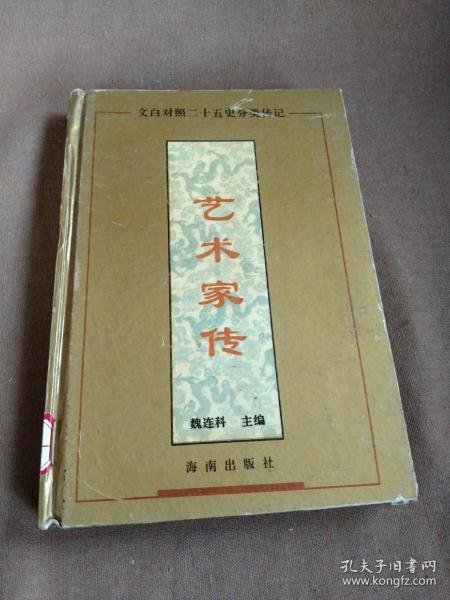 文白对照二十五史分类传记
艺术家传
魏连科 主编
海南出版社
孔夫子旧书网
www.kongfz.com